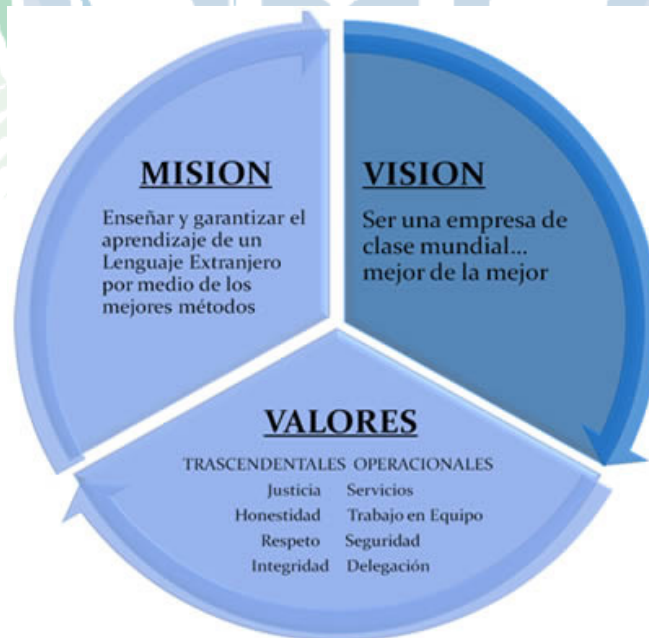 MISION
Enseñar y garantizar el
aprendizaje de un
Lenguaje Extranjero
por medio de los
mejores métodos
VISION
Ser una empresa de
clase mundial...
mejor de la mejor
VALORES
TRASCENDENTALES OPERACIONALES
Justicia Servicios
Honestidad Trabajo en Equipo
Respeto Seguridad
Integridad Delegación